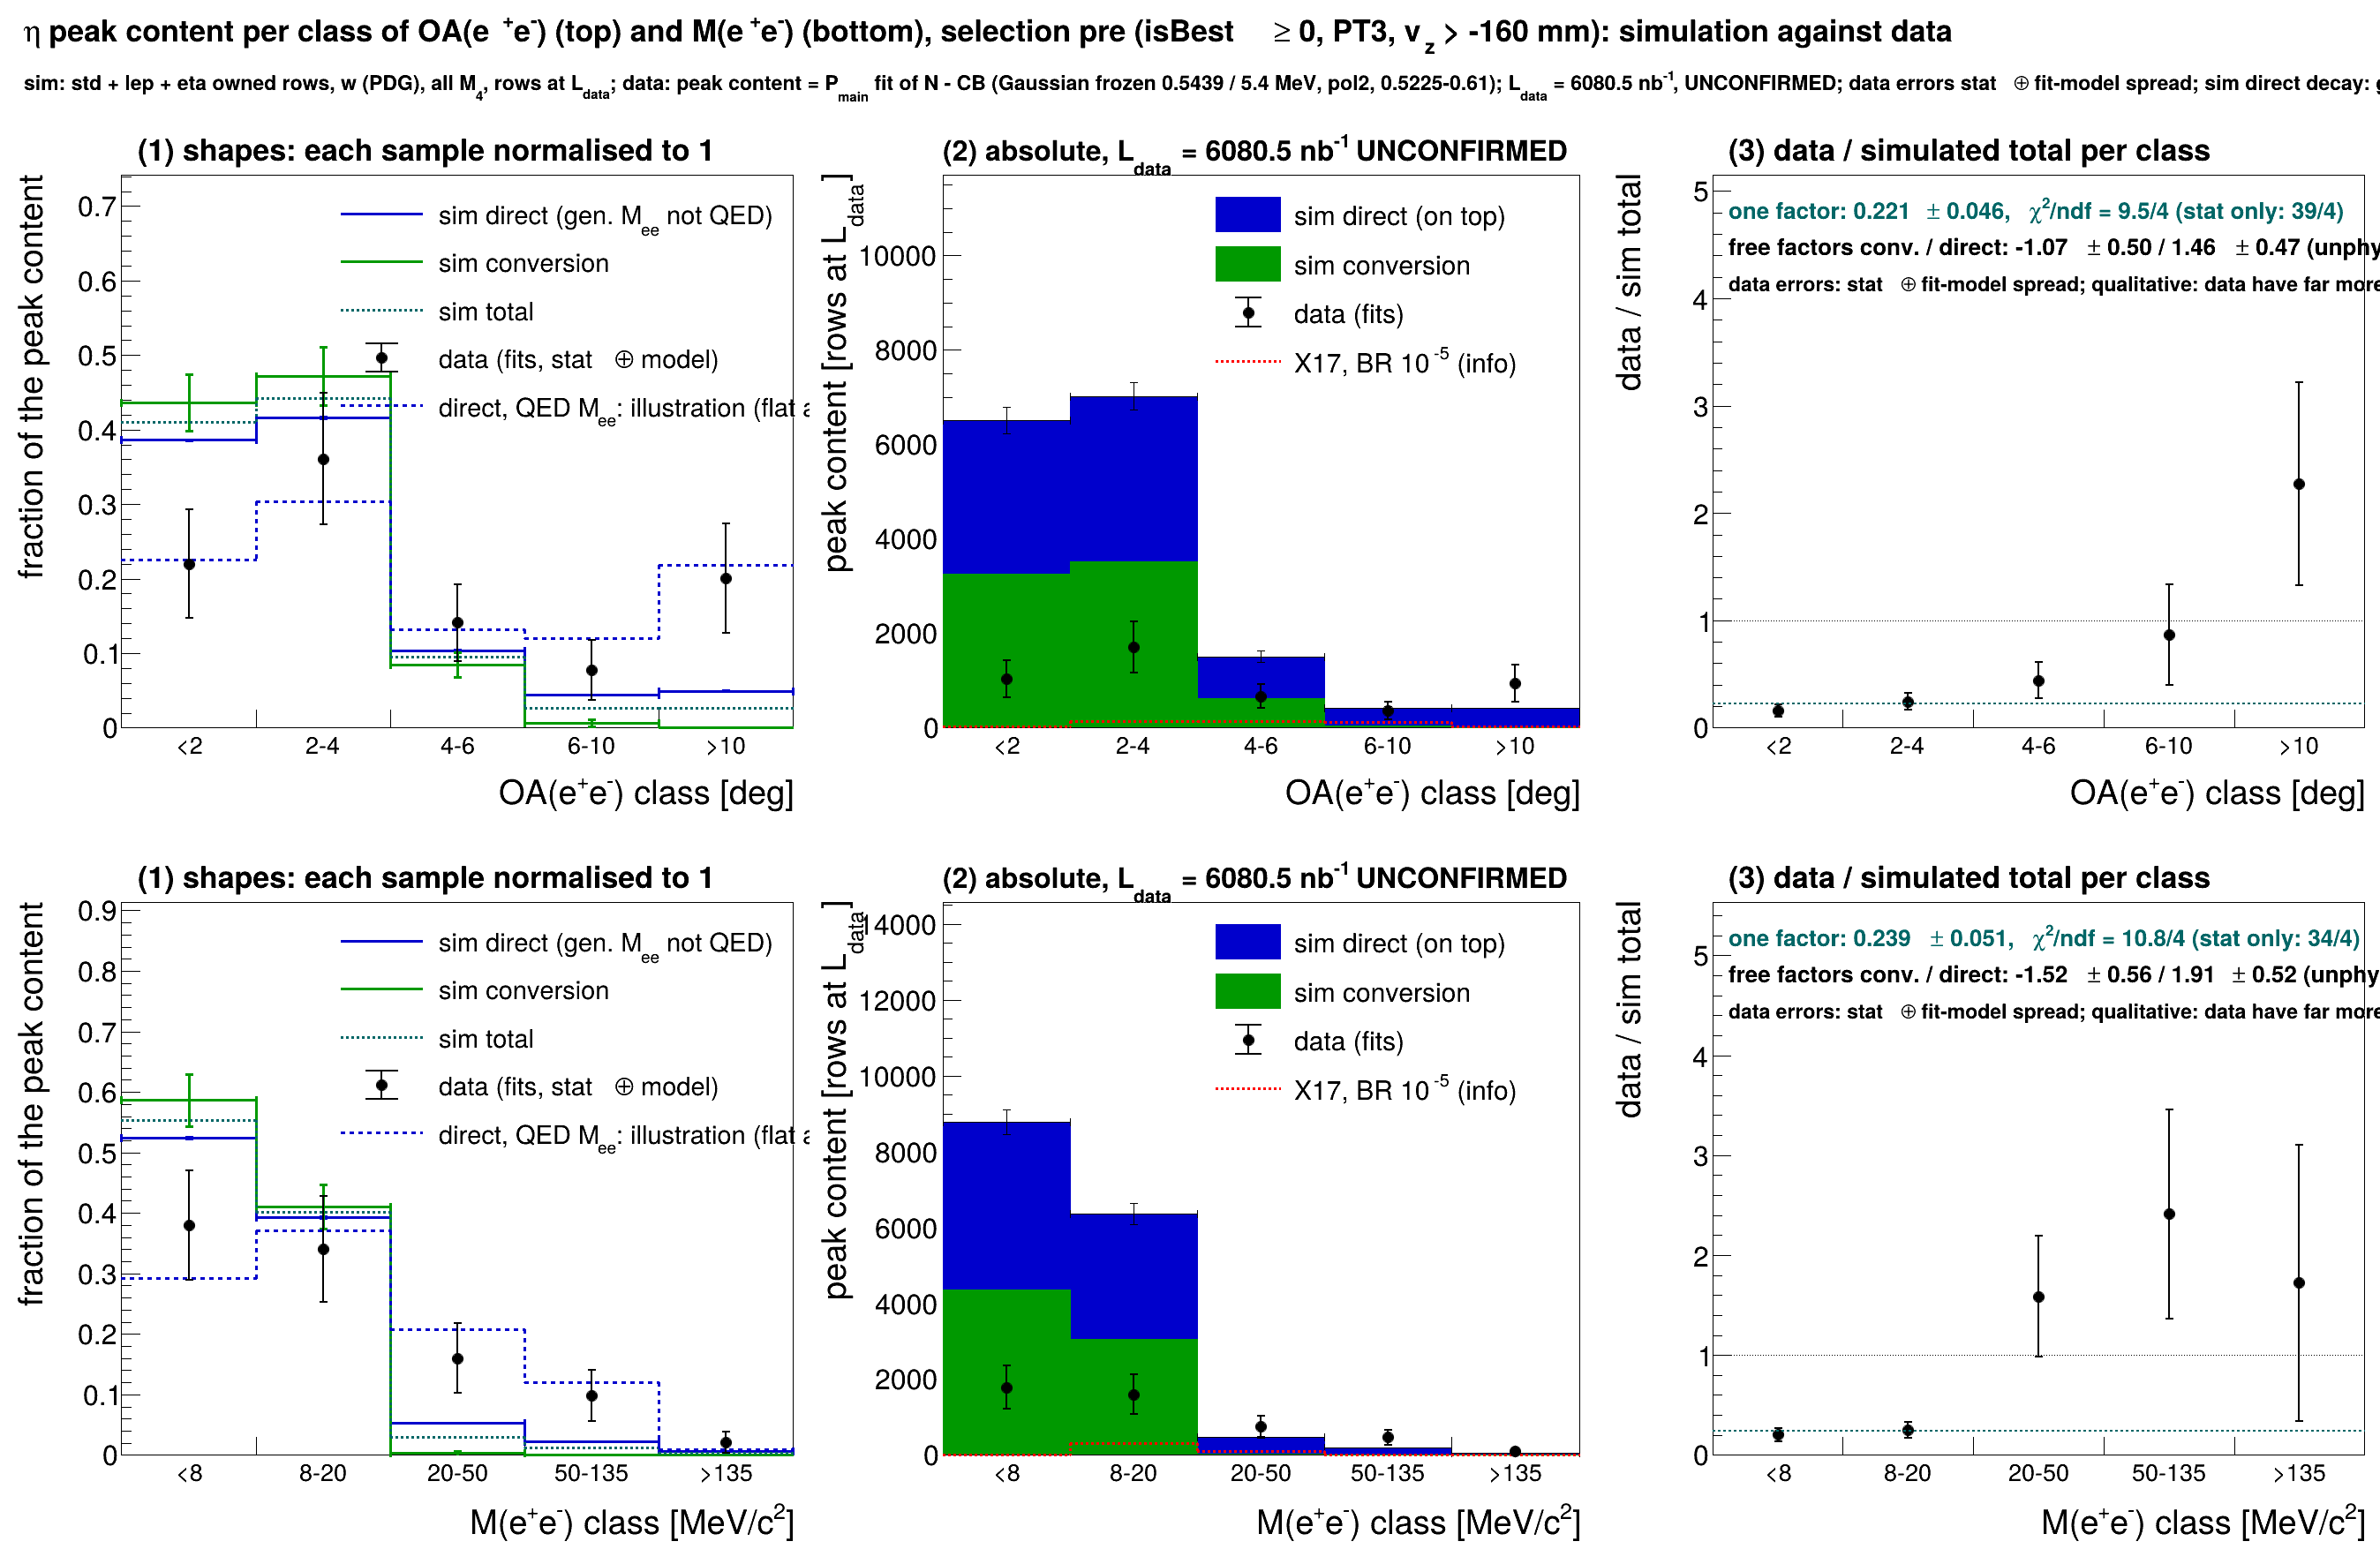 η peak content per class of OA(e⁺e⁻) (top) and M(e⁺e⁻) (bottom), selection pre (isBest ≥ 0, PT3, v_z > -160 mm): simulation against data
sim: std + lep + eta owned rows, w (PDG), all M₄, rows at L_data; data: peak content = P_main fit of N - CB (Gaussian frozen 0.5439 / 5.4 MeV, pol2, 0.5225-0.61); L_data = 6080.5 nb⁻¹, UNCONFIRMED; data errors stat ⊕ fit-model spread; sim direct decay:
(1) shapes: each sample normalised to 1
fraction of the peak content
0.7
0.6
0.5
0.4
0.3
0.2
0.1
0
sim direct (gen. M_ee not QED)
sim conversion
sim total
data (fits, stat ⊕ model)
direct, QED M_ee: illustration (flat
<2 2-4 4-6 6-10 >10
OA(e⁺e⁻) class [deg]
(2) absolute, L_data = 6080.5 nb⁻¹ UNCONFIRMED
peak content [rows at L_data]
10000
8000
6000
4000
2000
0
sim direct (on top)
sim conversion
data (fits)
X17, BR 10⁻⁵ (info)
<2 2-4 4-6 6-10 >10
OA(e⁺e⁻) class [deg]
(3) data / simulated total per class
data / sim total
5
4
3
2
1
0
one factor: 0.221 ± 0.046, χ²/ndf = 9.5/4 (stat only: 39/4)
free factors conv. / direct: -1.07 ± 0.50 / 1.46 ± 0.47 (unphy
data errors: stat ⊕ fit-model spread; qualitative: data have far more
<2 2-4 4-6 6-10 >10
OA(e⁺e⁻) class [deg]
(1) shapes: each sample normalised to 1
fraction of the peak content
0.9
0.8
0.7
0.6
0.5
0.4
0.3
0.2
0.1
0
sim direct (gen. M_ee not QED)
sim conversion
sim total
data (fits, stat ⊕ model)
direct, QED M_ee: illustration (flat
<8 8-20 20-50 50-135 >135
M(e⁺e⁻) class [MeV/c²]
(2) absolute, L_data = 6080.5 nb⁻¹ UNCONFIRMED
peak content [rows at L_data]
14000
12000
10000
8000
6000
4000
2000
0
sim direct (on top)
sim conversion
data (fits)
X17, BR 10⁻⁵ (info)
<8 8-20 20-50 50-135 >135
M(e⁺e⁻) class [MeV/c²]
(3) data / simulated total per class
data / sim total
5
4
3
2
1
0
one factor: 0.239 ± 0.051, χ²/ndf = 10.8/4 (stat only: 34/4)
free factors conv. / direct: -1.52 ± 0.56 / 1.91 ± 0.52 (unphy
data errors: stat ⊕ fit-model spread; qualitative: data have far more
<8 8-20 20-50 50-135 >135
M(e⁺e⁻) class [MeV/c²]